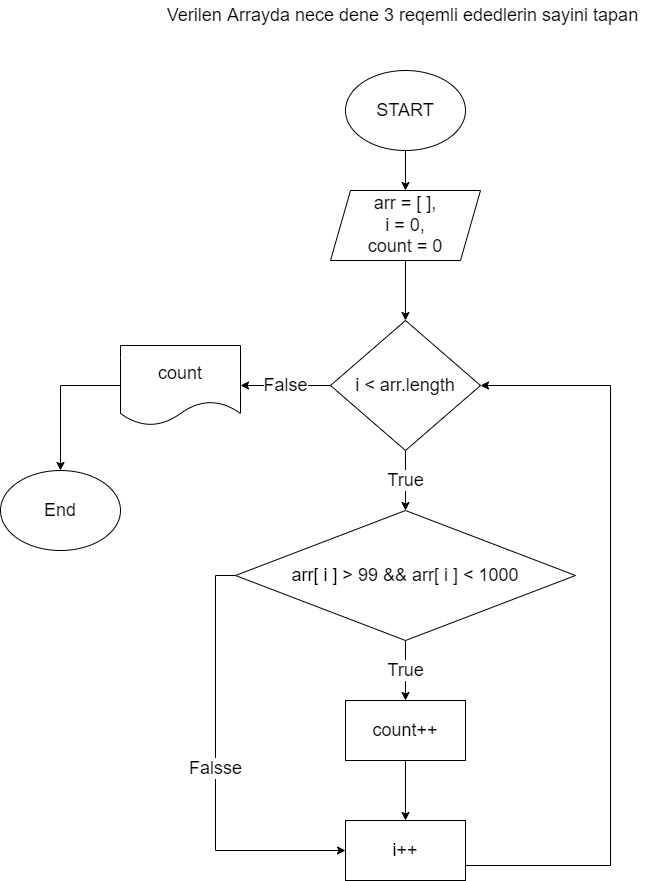 Verilen Arrayda nece dene 3 reqemli ededlerin sayini tapan
START
arr = [ ],
i = 0,
count = 0
count
False
i < arr.length
True
End
arr[ i ] > 99 && arr[ i ] < 1000
True
count++
Falsse
i++